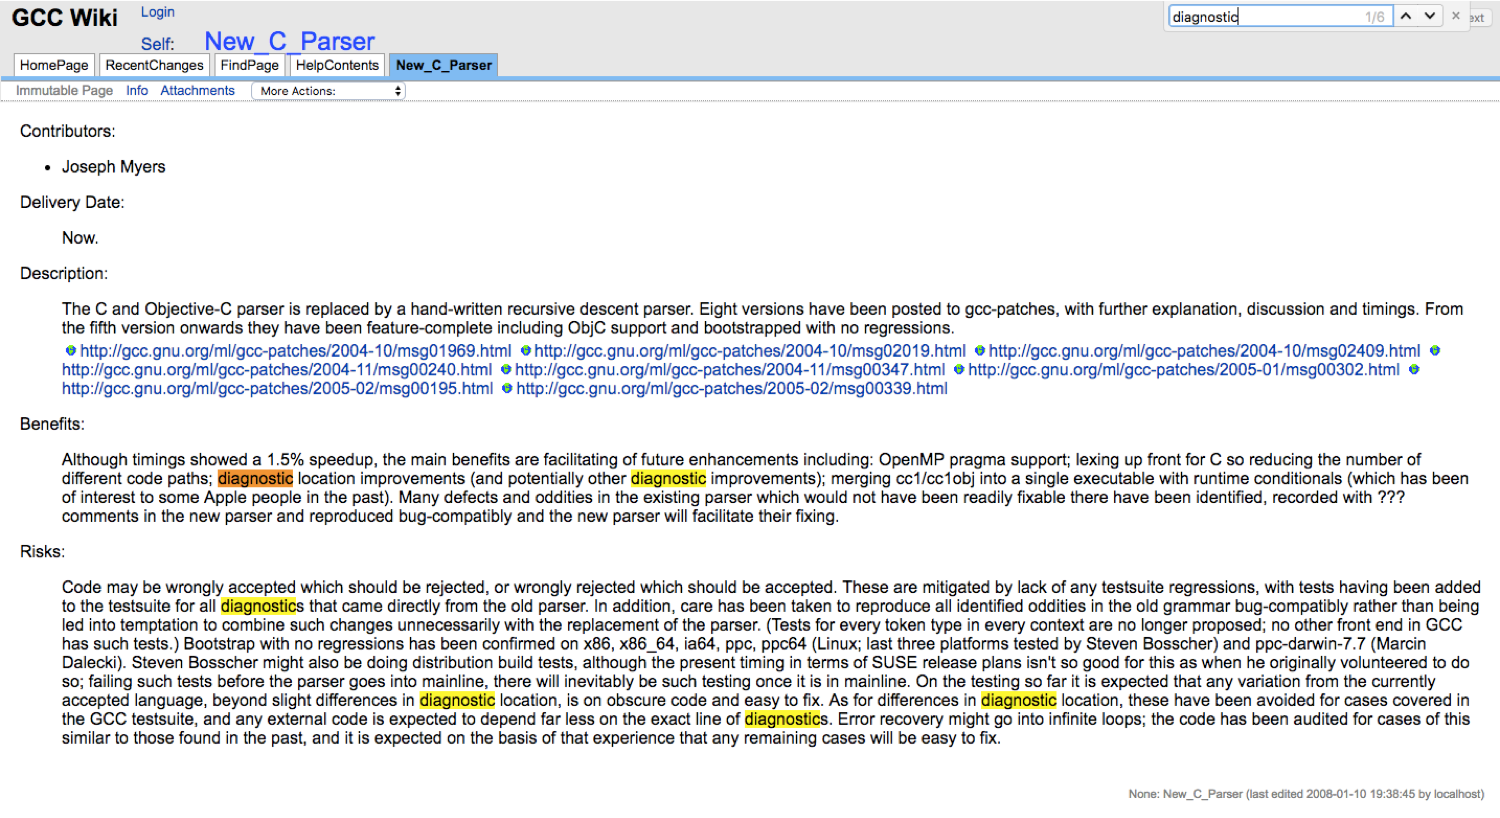 GCC Wiki
Login
Self: New_C_Parser
diagnostic 1/6
ext
HomePage RecentChanges FindPage HelpContents New_C_Parser
Immutable Page Info Attachments More Actions:
Contributors:
• Joseph Myers
Delivery Date:
Now.
Description:
The C and Objective-C parser is replaced by a hand-written recursive descent parser. Eight versions have been posted to gcc-patches, with further explanation, discussion and timings. From
the fifth version onwards they have been feature-complete including ObjC support and bootstrapped with no regressions.
http://gcc.gnu.org/ml/gcc-patches/2004-10/msg01969.html http://gcc.gnu.org/ml/gcc-patches/2004-10/msg02019.html http://gcc.gnu.org/ml/gcc-patches/2004-10/msg02409.html
http://gcc.gnu.org/ml/gcc-patches/2004-11/msg00240.html http://gcc.gnu.org/ml/gcc-patches/2004-11/msg00347.html http://gcc.gnu.org/ml/gcc-patches/2005-01/msg00302.html
http://gcc.gnu.org/ml/gcc-patches/2005-02/msg00195.html http://gcc.gnu.org/ml/gcc-patches/2005-02/msg00339.html
Benefits:
Although timings showed a 1.5% speedup, the main benefits are facilitating of future enhancements including: OpenMP pragma support; lexing up front for C so reducing the number of
different code paths; diagnostic location improvements (and potentially other diagnostic improvements); merging cc1/cc1obj into a single executable with runtime conditionals (which has been
of interest to some Apple people in the past). Many defects and oddities in the existing parser which would not have been readily fixable there have been identified, recorded with ???
comments in the new parser and reproduced bug-compatibly and the new parser will facilitate their fixing.
Risks:
Code may be wrongly accepted which should be rejected, or wrongly rejected which should be accepted. These are mitigated by lack of any testsuite regressions, with tests having been added
to the testsuite for all diagnostics that came directly from the old parser. In addition, care has been taken to reproduce all identified oddities in the old grammar bug-compatibly rather than being
led into temptation to combine such changes unnecessarily with the replacement of the parser. (Tests for every token type in every context are no longer proposed; no other front end in GCC
has such tests.) Bootstrap with no regressions has been confirmed on x86, x86_64, ia64, ppc, ppc64 (Linux; last three platforms tested by Steven Bosscher) and ppc-darwin-7.7 (Marcin
Dalecki). Steven Bosscher might also be doing distribution build tests, although the present timing in terms of SUSE release plans isn't so good for this as when he originally volunteered to do
so; failing such tests before the parser goes into mainline, there will inevitably be such testing once it is in mainline. On the testing so far it is expected that any variation from the currently
accepted language, beyond slight differences in diagnostic location, is on obscure code and easy to fix. As for differences in diagnostic location, these have been avoided for cases covered in
the GCC testsuite, and any external code is expected to depend far less on the exact line of diagnostics. Error recovery might go into infinite loops; the code has been audited for cases of this
similar to those found in the past, and it is expected on the basis of that experience that any remaining cases will be easy to fix.
None: New_C_Parser (last edited 2008-01-10 19:38:45 by localhost)